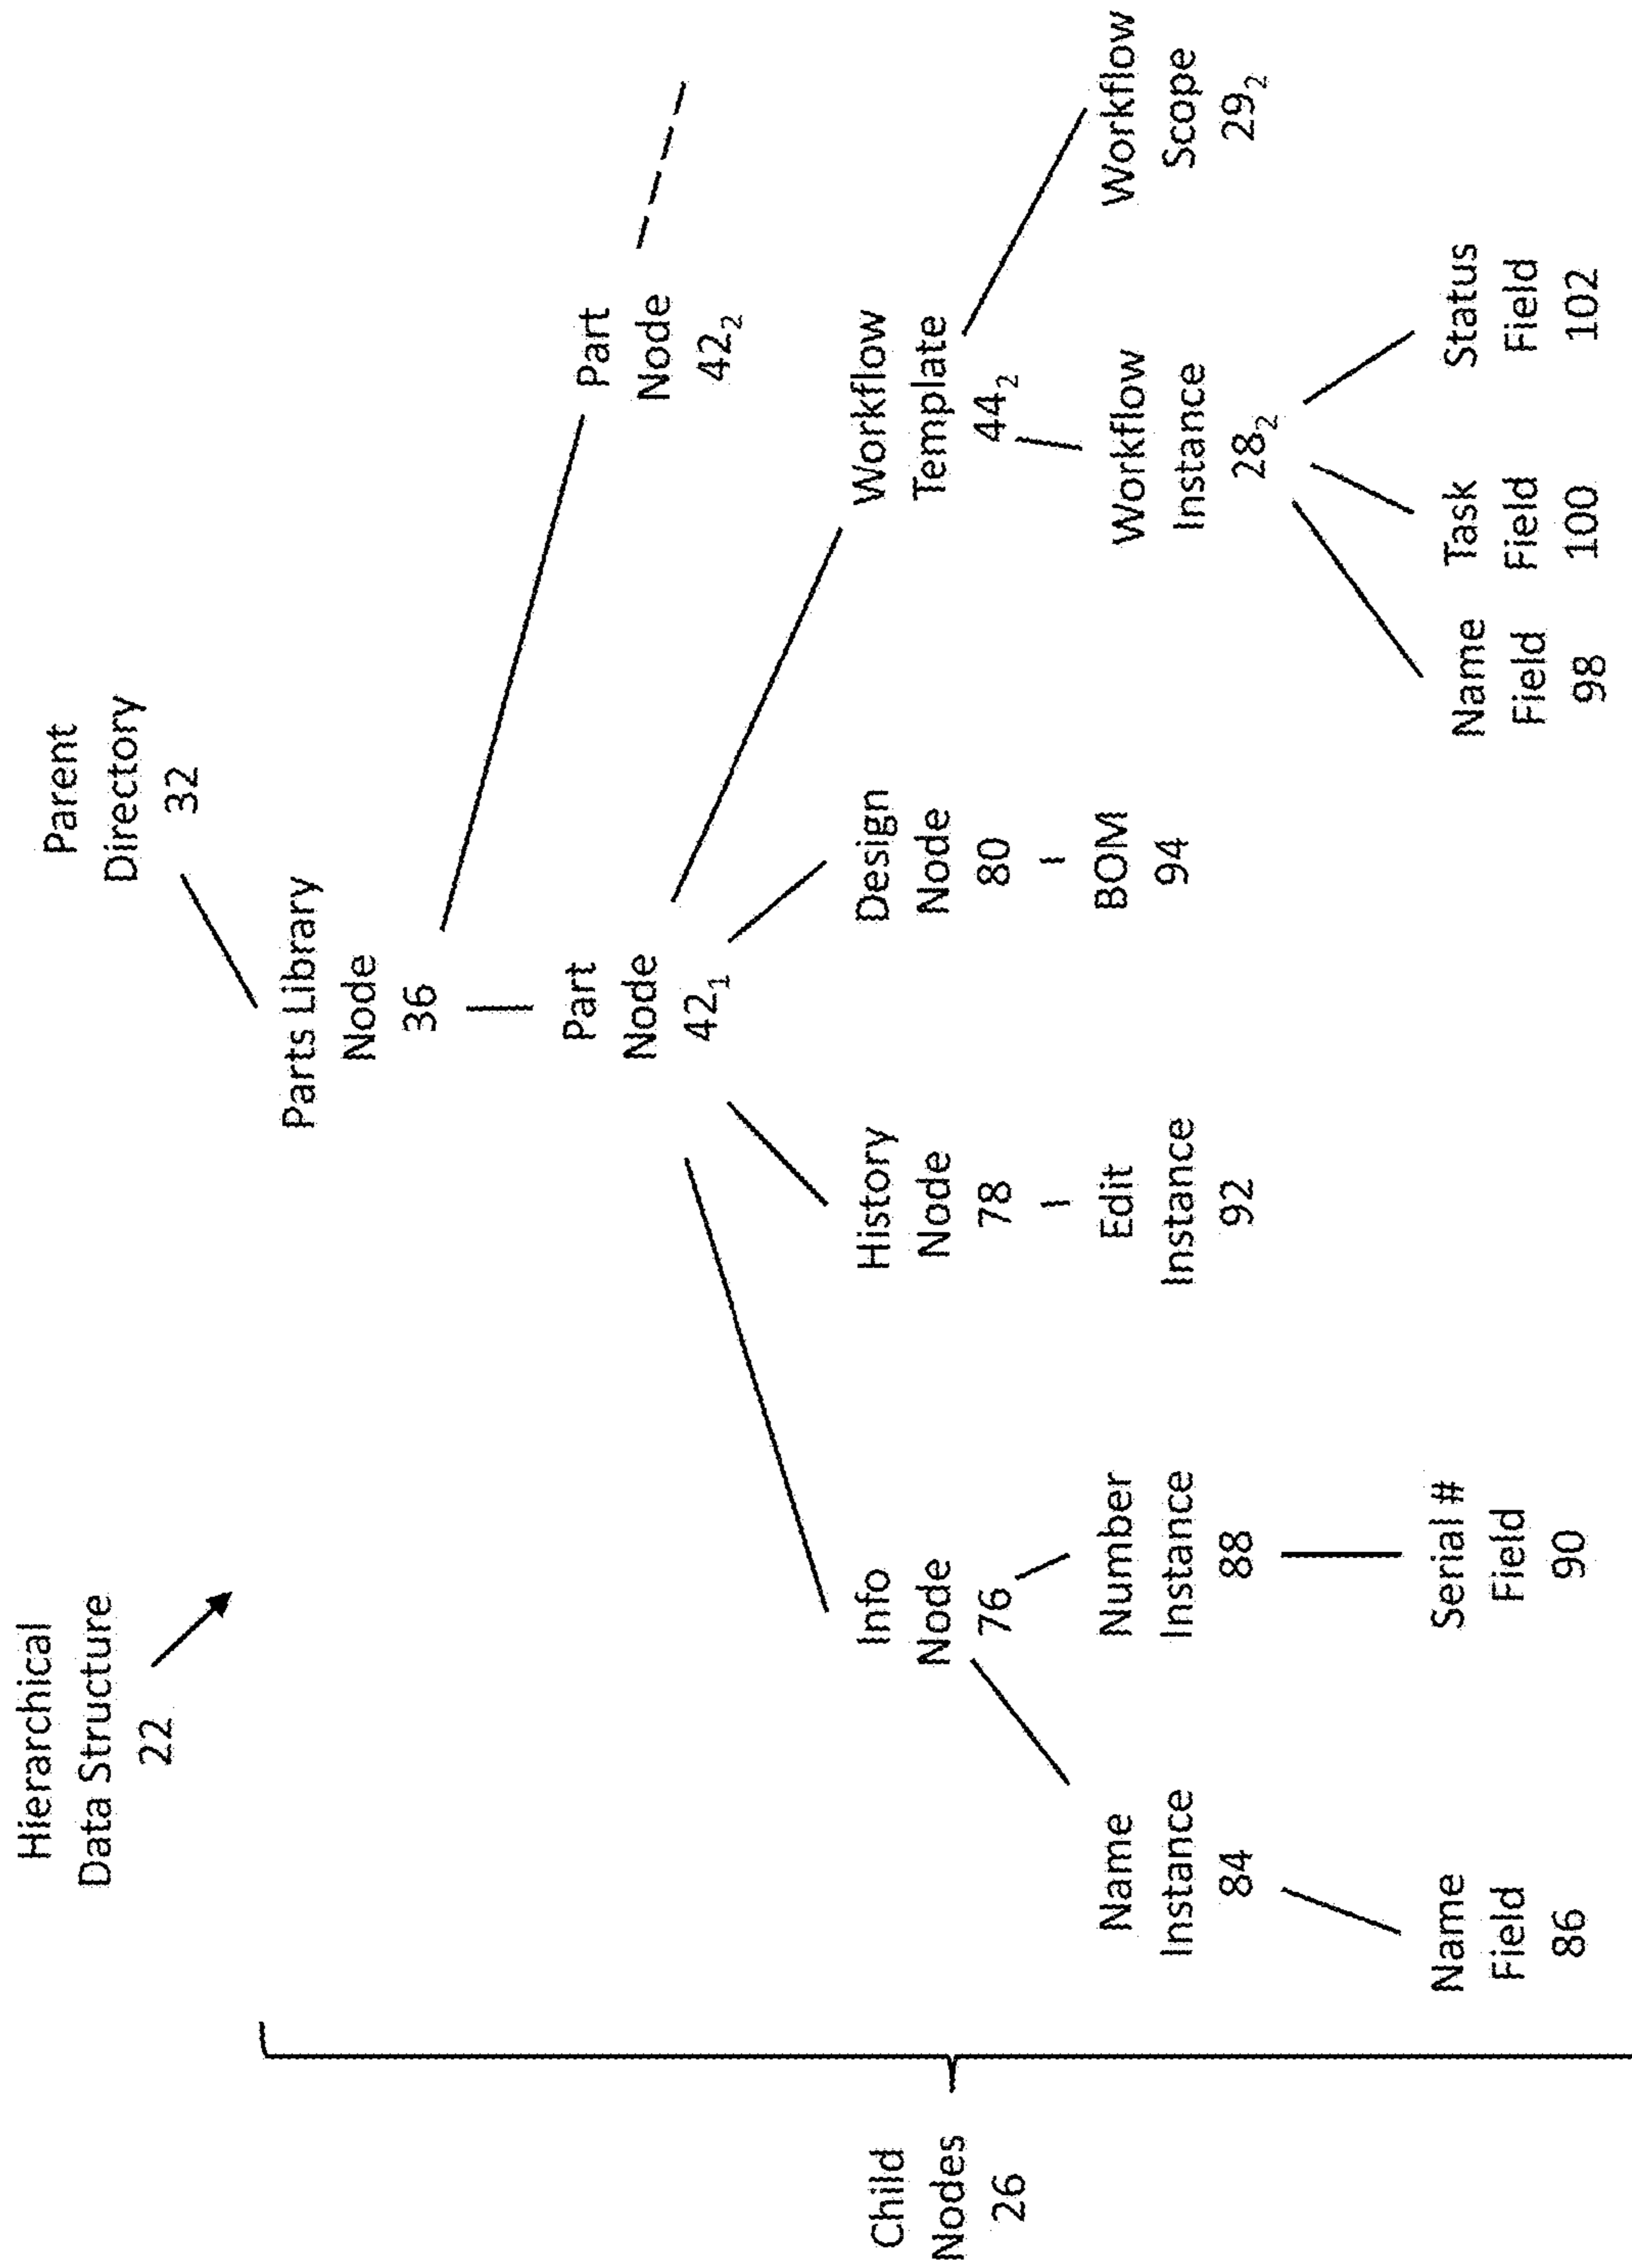 Hierarchical
Data Structure
22
Parent
Directory
32
Parts Library
Node
36
Part
Node
42₁
Part
Node
42₂
Child
Nodes
26
Info
Node
76
History
Node
78
Design
Node
80
Workflow
Template
44₂
Name
Instance
84
Number
Instance
88
Edit
Instance
92
BOM
94
Workflow
Instance
28₂
Workflow
Scope
29₂
Name
Field
86
Serial #
Field
90
Name
Field
98
Task
Field
100
Status
Field
102